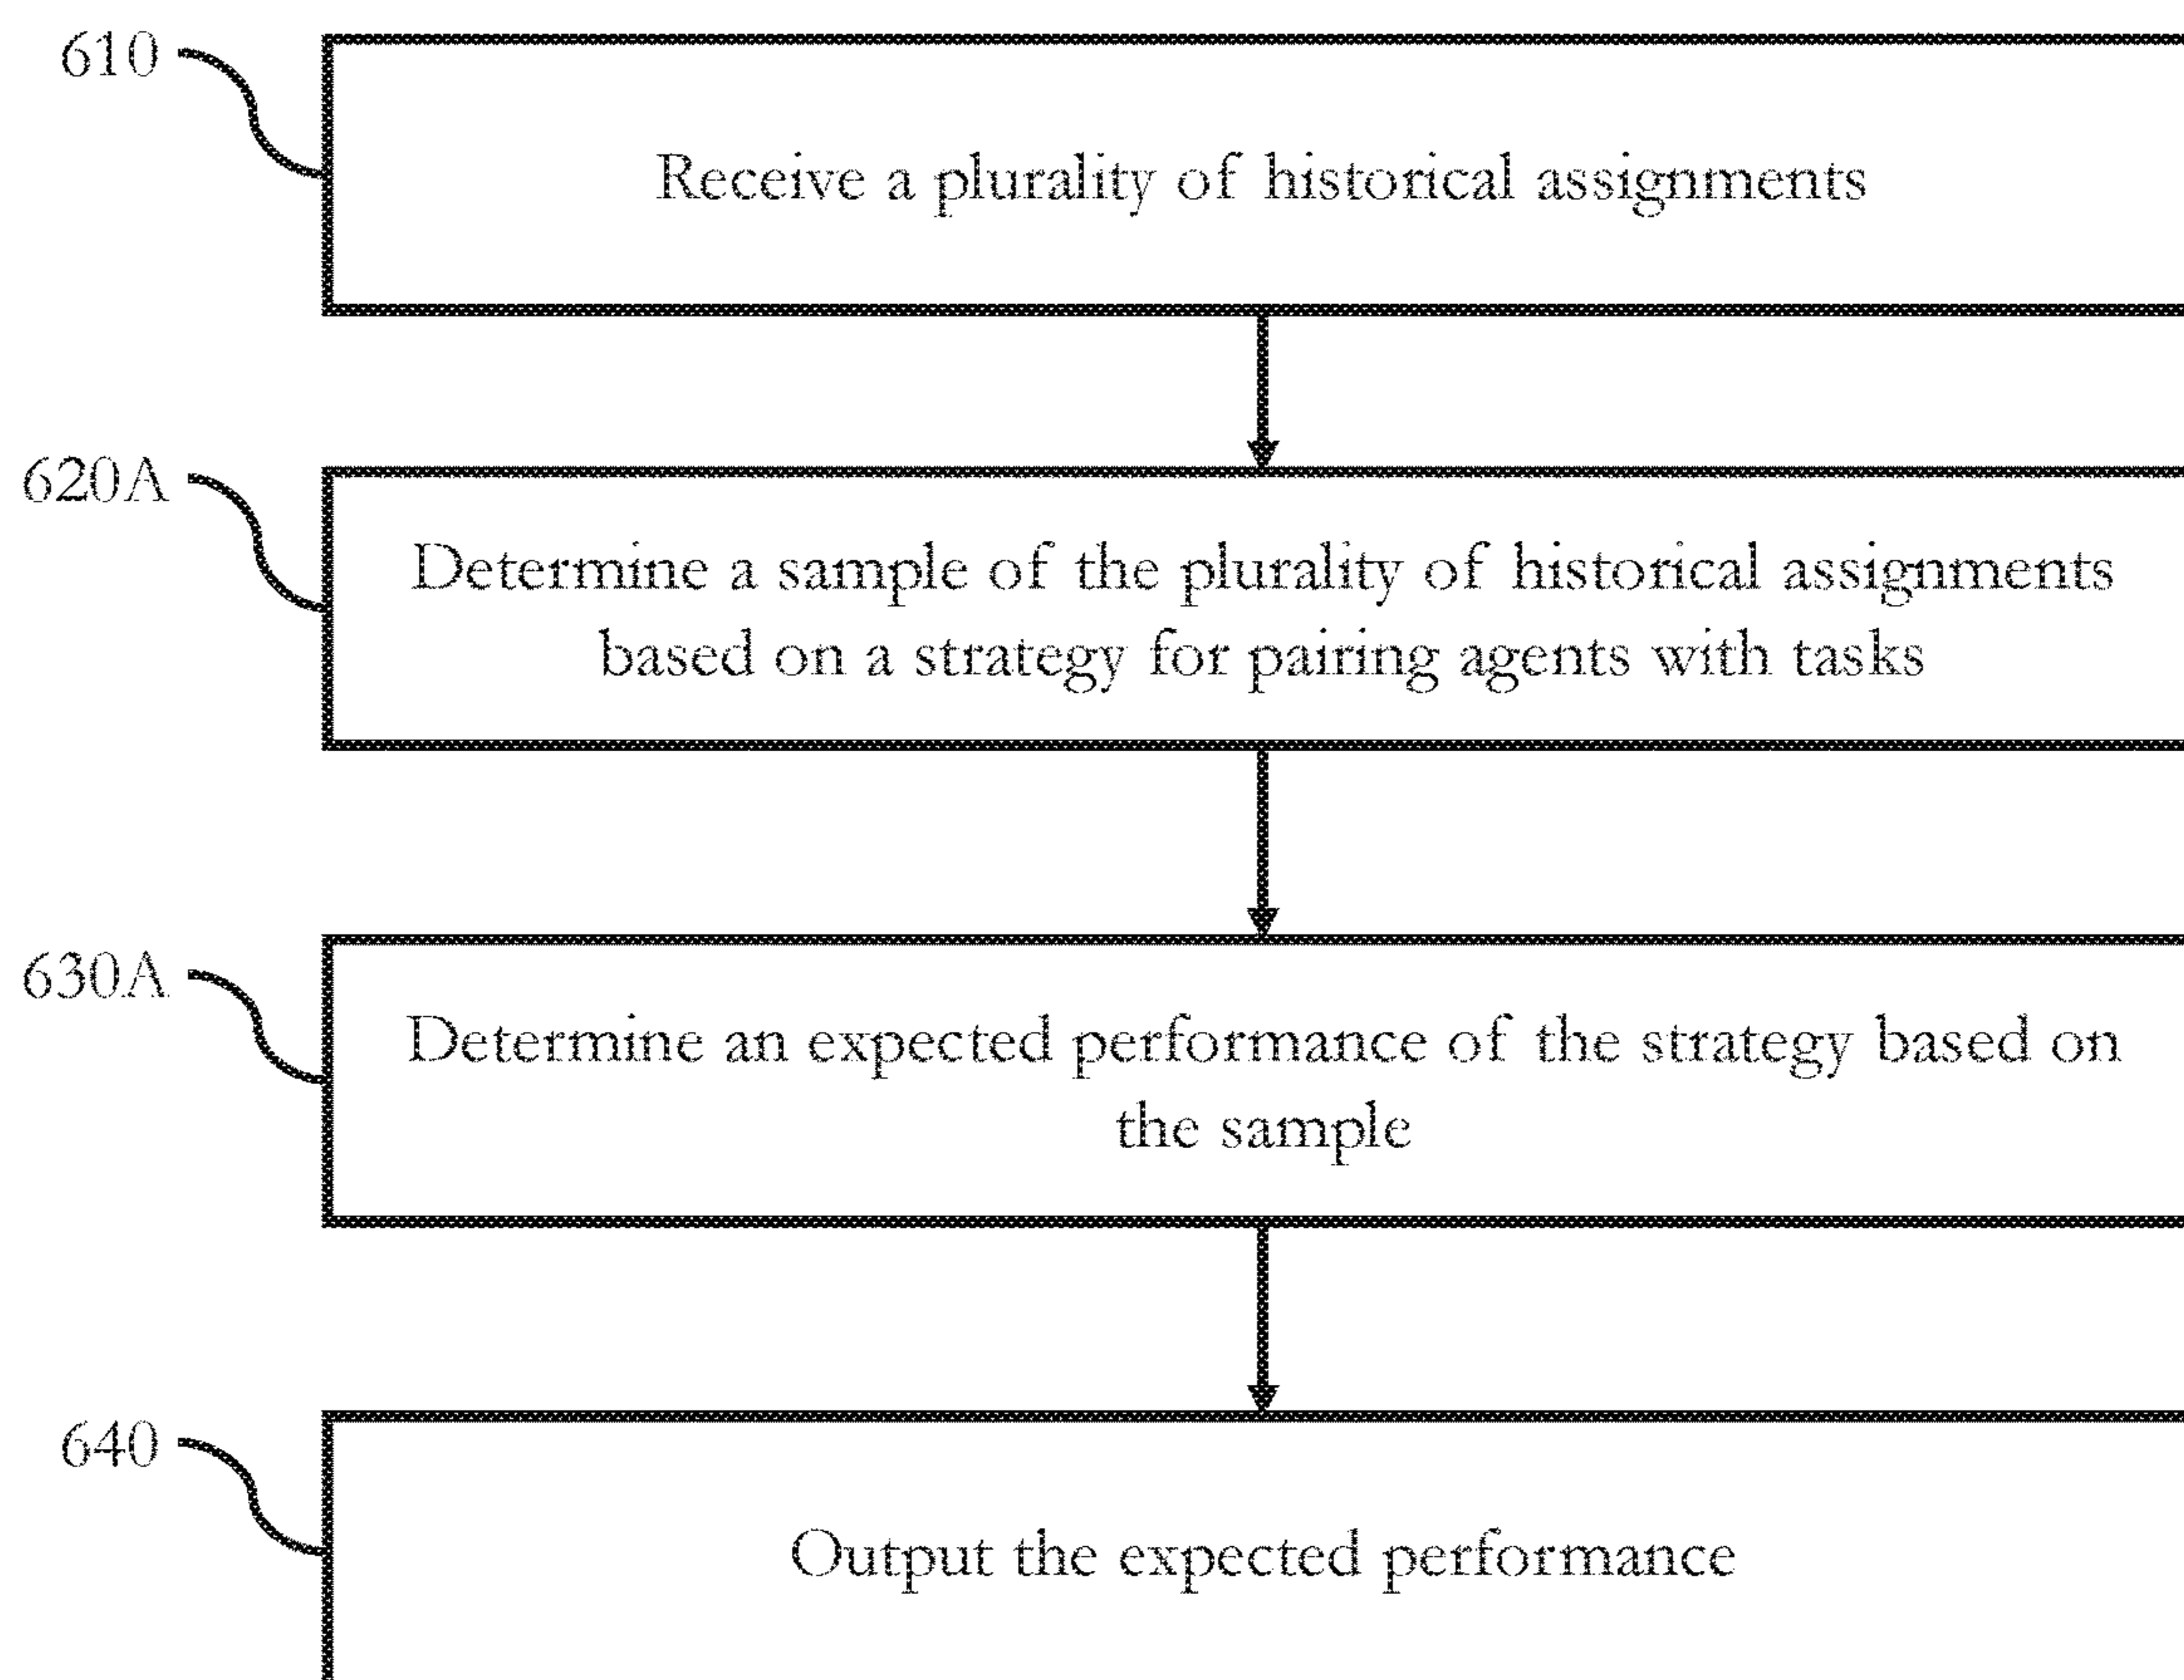 610
Receive a plurality of historical assignments
620A
Determine a sample of the plurality of historical assignments
based on a strategy for pairing agents with tasks
630A
Determine an expected performance of the strategy based on
the sample
640
Output the expected performance